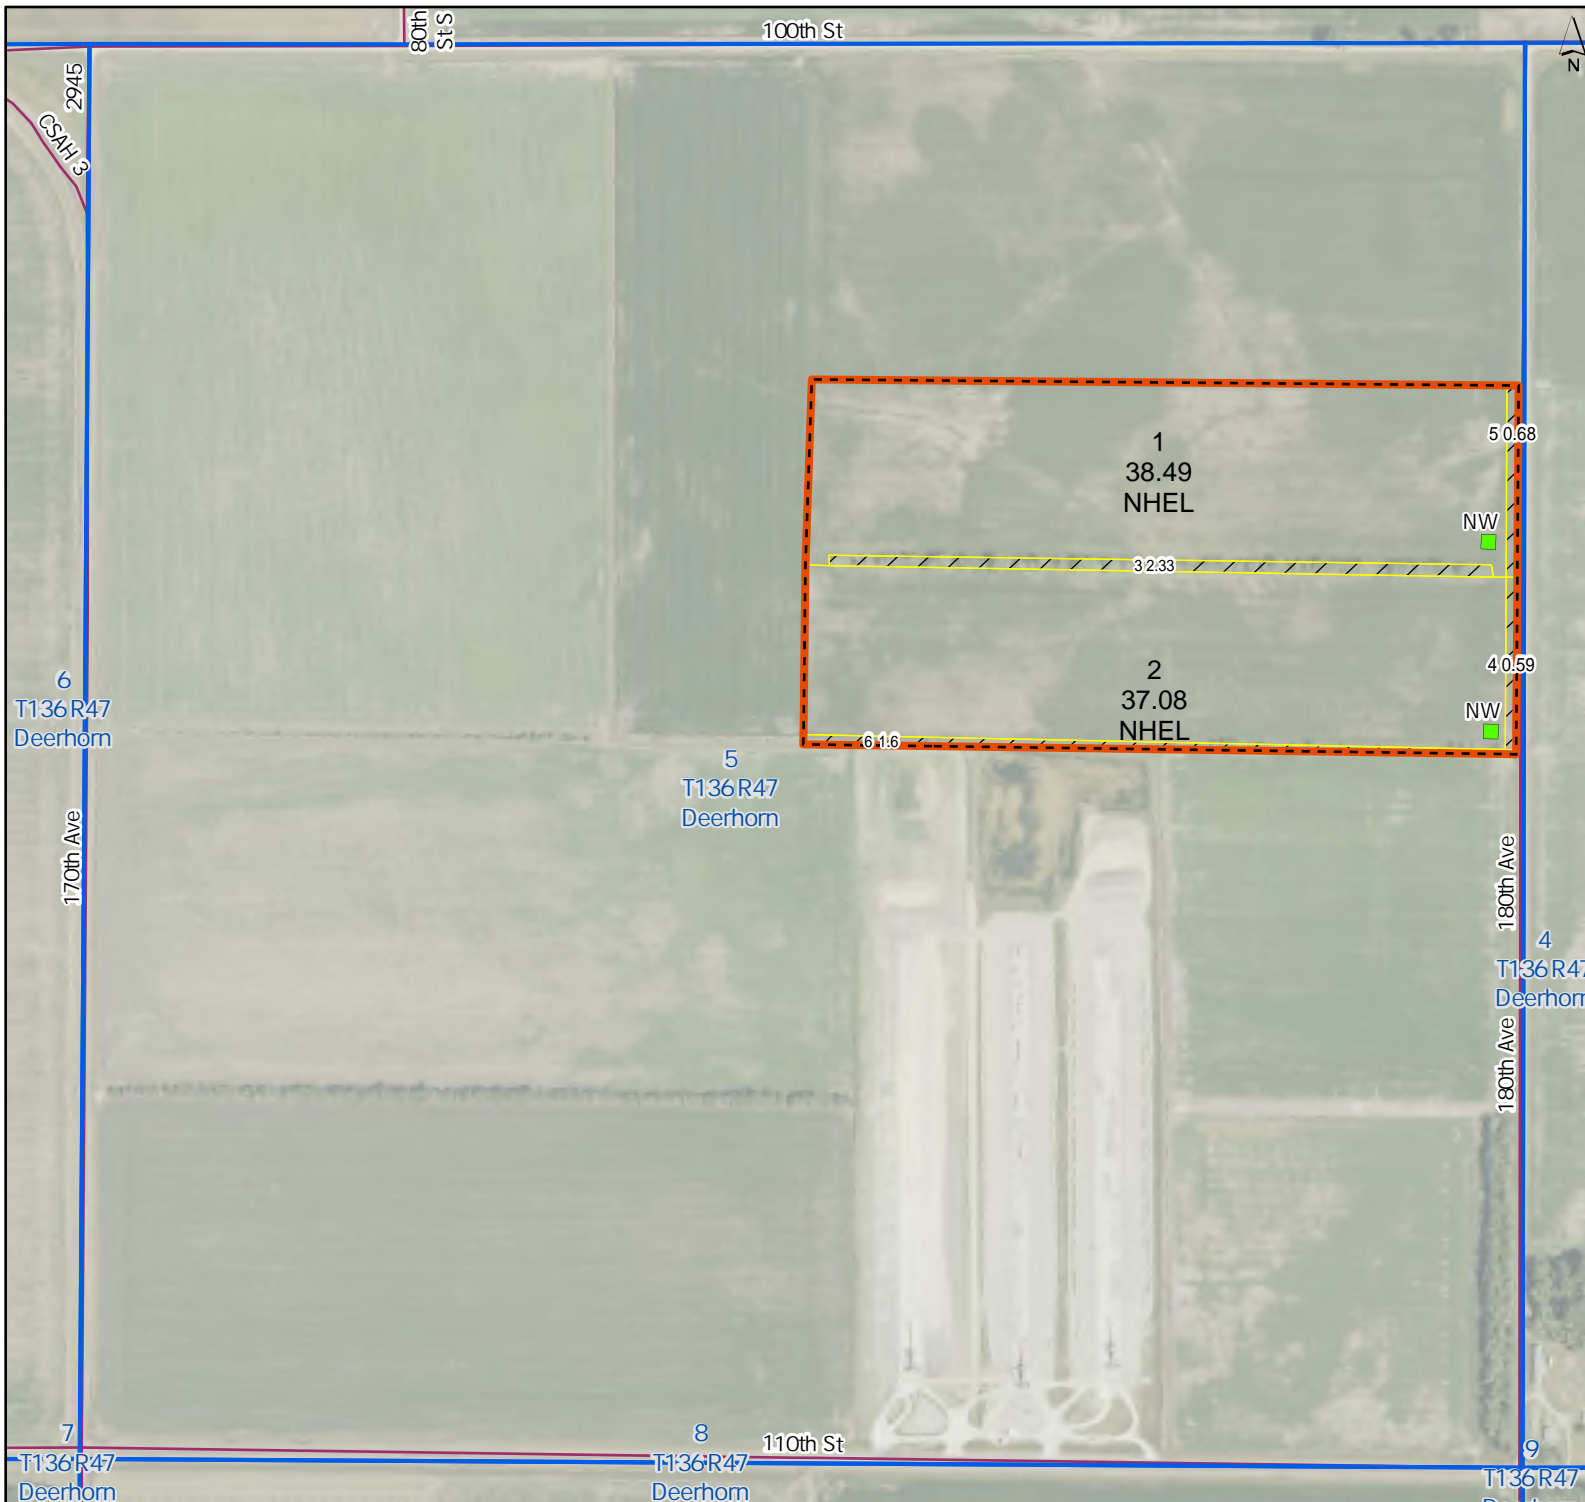 80th
St S
100th St
N
2945
CSAH 3
5 0.68
1
38.49
NHEL
NW
3 2.33
4 0.59
2
37.08
NHEL
NW
6 1.6
6
T136 R47
Deerhorn
5
T136 R47
Deerhorn
170th Ave
180th Ave
4
T136 R47
Deerhorn
180th Ave
7
T136 R47
Deerhorn
8
T136 R47
Deerhorn
110th St
9
T136 R47